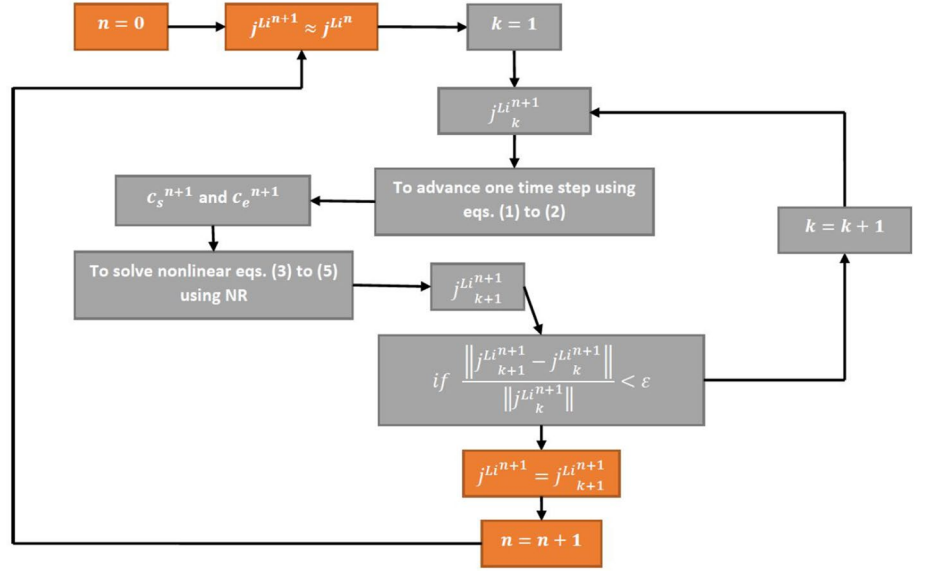 n = 0
j^{Li^{n+1}} ≈ j^{Li^n}
k = 1
j^{Li^{n+1}}_k
To advance one time step using
eqs. (1) to (2)
c_s^{n+1} and c_e^{n+1}
k = k + 1
To solve nonlinear eqs. (3) to (5)
using NR
j^{Li^{n+1}}_{k+1}
if ‖j^{Li^{n+1}}_{k+1} − j^{Li^{n+1}}_k‖ / ‖j^{Li^{n+1}}_k‖ < ε
j^{Li^{n+1}} = j^{Li^{n+1}}_{k+1}
n = n + 1